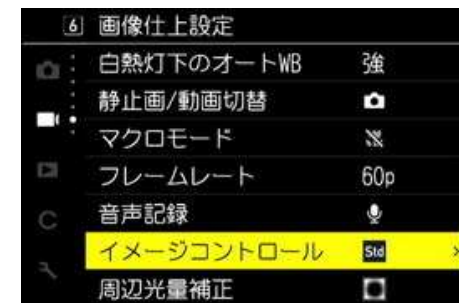 6 画像仕上設定
白熱灯下のオートWB 強
静止画/動画切替
マクロモード
フレームレート 60p
音声記録
イメージコントロール Std
周辺光量補正
C